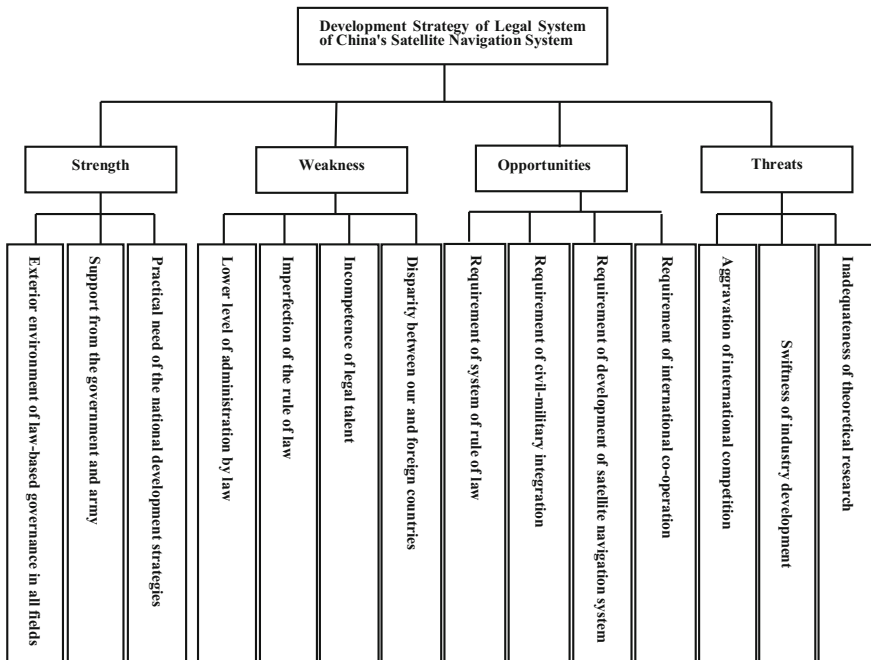 Development Strategy of Legal System
of China's Satellite Navigation System
Strength
Weakness
Opportunities
Threats
Exterior environment of law-based governance in all fields
Support from the government and army
Practical need of the national development strategies
Lower level of administration by law
Imperfection of the rule of law
Incompetence of legal talent
Disparity between our and foreign countries
Requirement of system of rule of law
Requirement of civil-military integration
Requirement of development of satellite navigation system
Requirement of international co-operation
Aggravation of international competition
Swiftness of industry development
Inadequateness of theoretical research